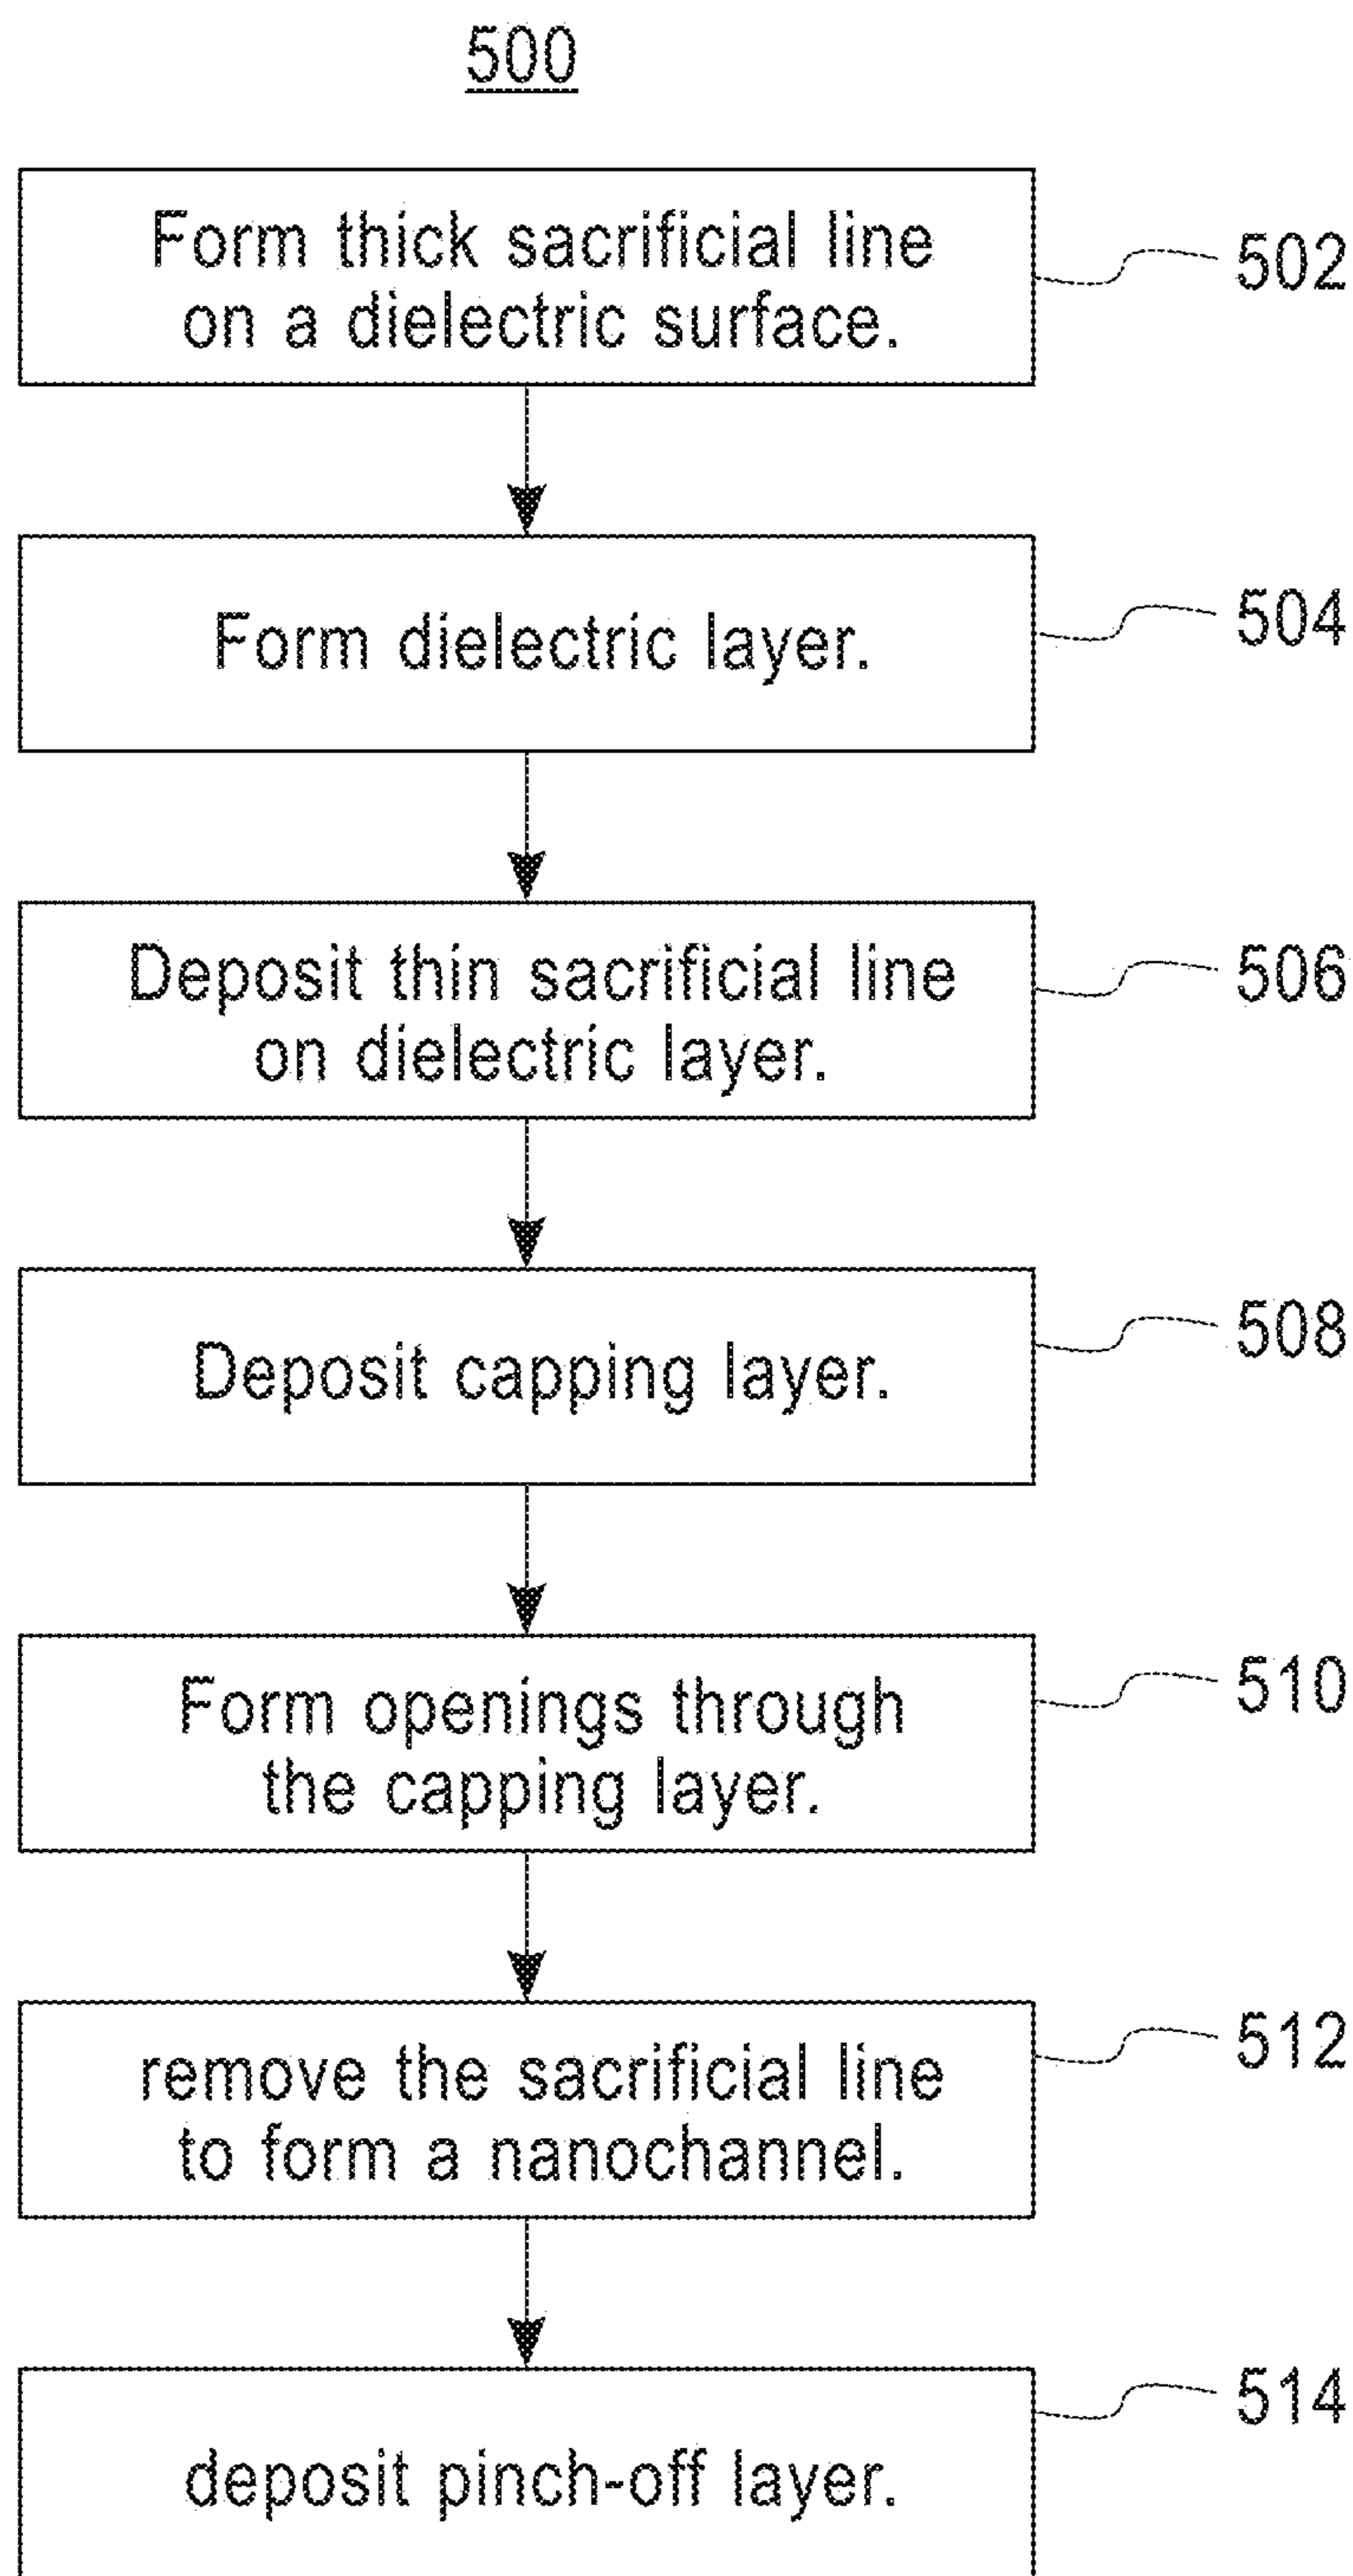 500
Form thick sacrificial line
on a dielectric surface.
502
Form dielectric layer.
504
Deposit thin sacrificial line
on dielectric layer.
506
Deposit capping layer.
508
Form openings through
the capping layer.
510
remove the sacrificial line
to form a nanochannel.
512
deposit pinch-off layer.
514